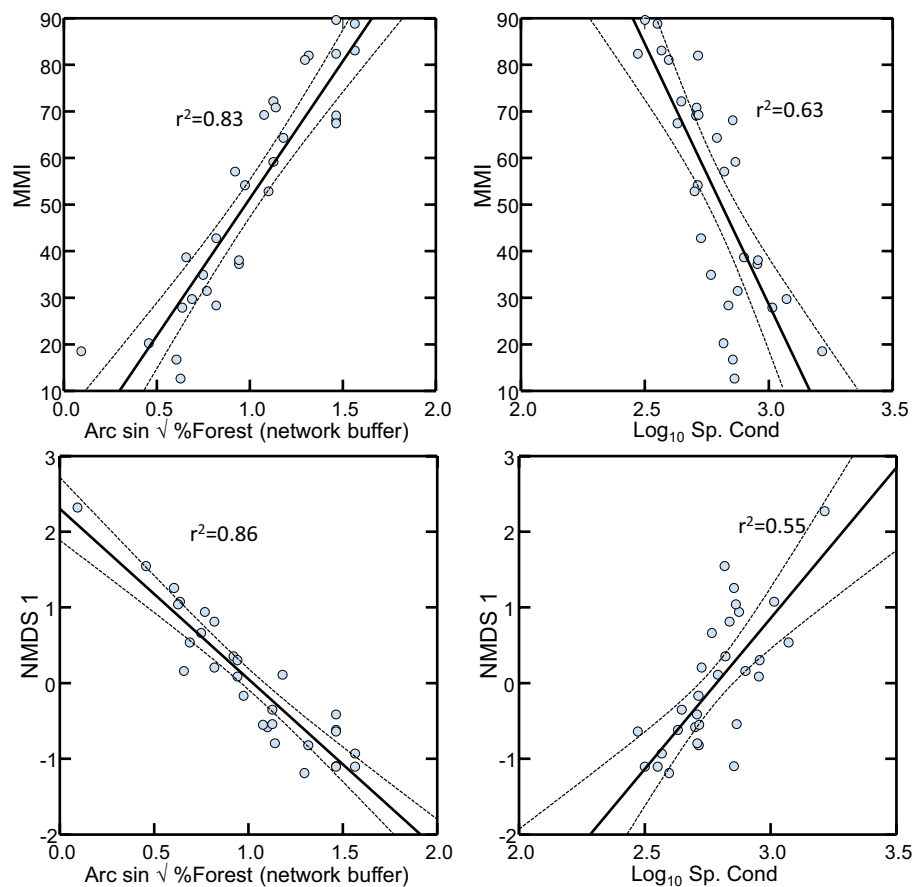 90
80
70
60
50
40
30
20
10
MMI
r²=0.83
0.0 0.5 1.0 1.5 2.0
Arc sin √ %Forest (network buffer)
90
80
70
60
50
40
30
20
10
MMI
r²=0.63
2.0 2.5 3.0 3.5
Log₁₀ Sp. Cond
3
2
1
0
-1
-2
NMDS 1
r²=0.86
0.0 0.5 1.0 1.5 2.0
Arc sin √ %Forest (network buffer)
3
2
1
0
-1
-2
NMDS 1
r²=0.55
2.0 2.5 3.0 3.5
Log₁₀ Sp. Cond